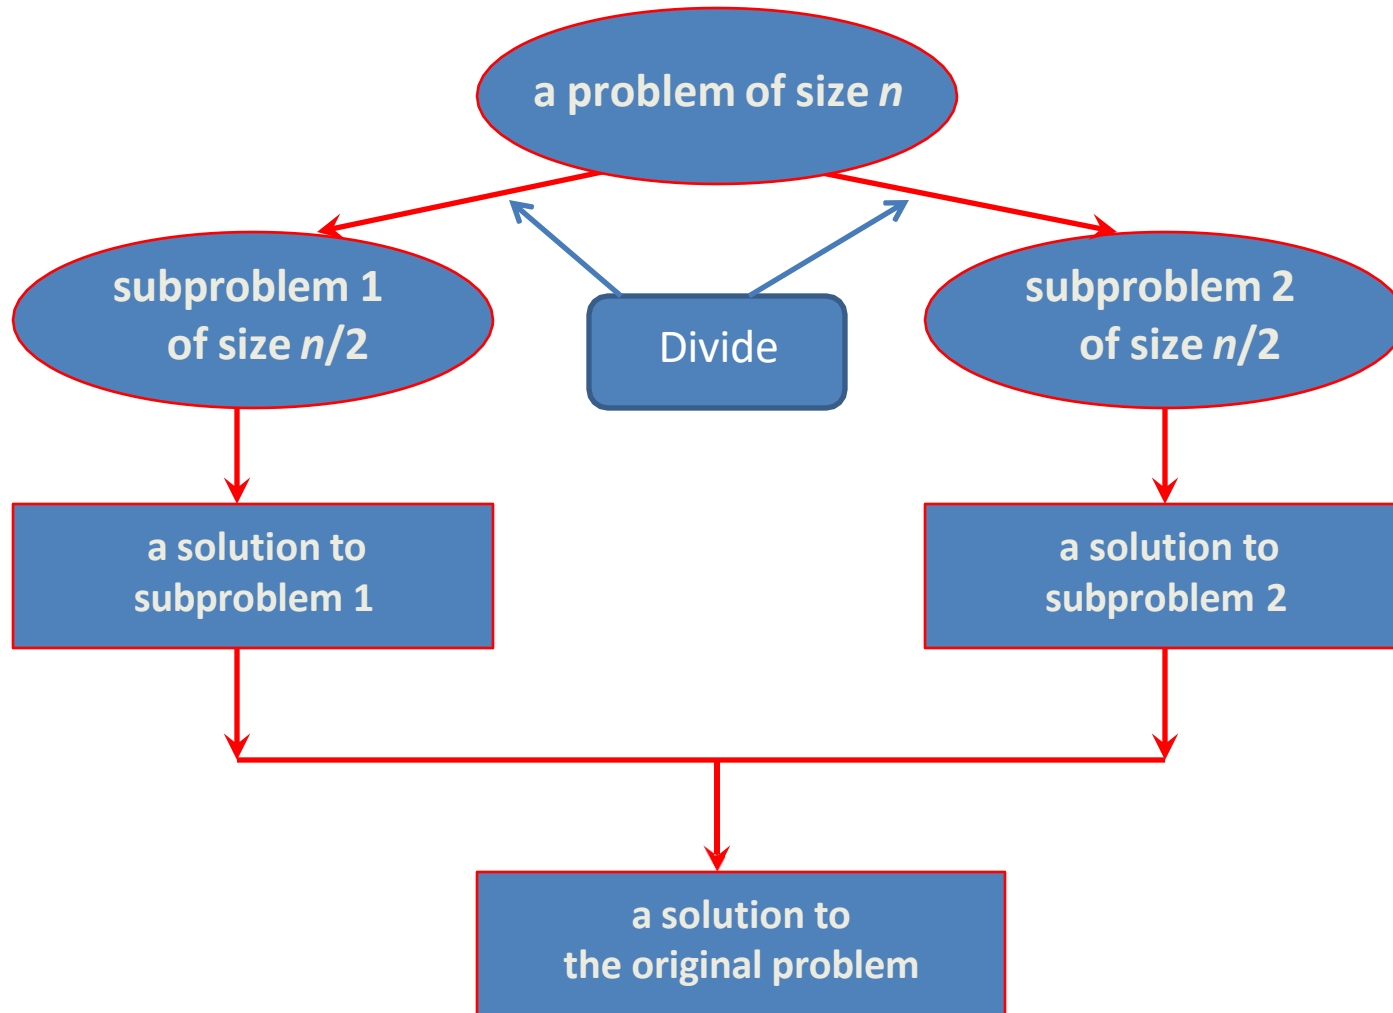 a problem of size n
subproblem 1
of size n/2
Divide
subproblem 2
of size n/2
a solution to
subproblem 1
a solution to
subproblem 2
a solution to
the original problem